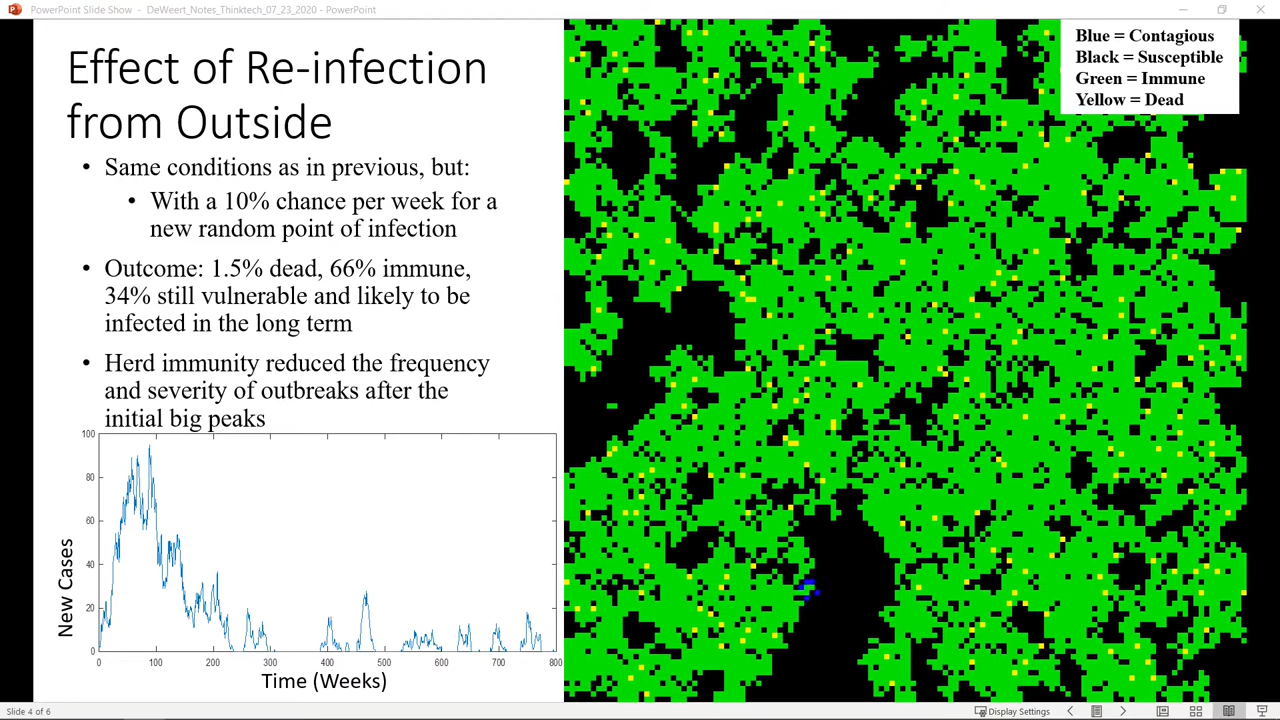 PowerPoint Slide Show - DeWeert_Notes_Thinktech_07_23_2020 - PowerPoint
Effect of Re-infection
from Outside
• Same conditions as in previous, but:
• With a 10% chance per week for a
new random point of infection
• Outcome: 1.5% dead, 66% immune,
34% still vulnerable and likely to be
infected in the long term
• Herd immunity reduced the frequency
and severity of outbreaks after the
initial big peaks
100
80
60
40
20
0
New Cases
0 100 200 300 400 500 600 700 800
Time (Weeks)
Blue = Contagious
Black = Susceptible
Green = Immune
Yellow = Dead
Slide 4 of 6
Display Settings